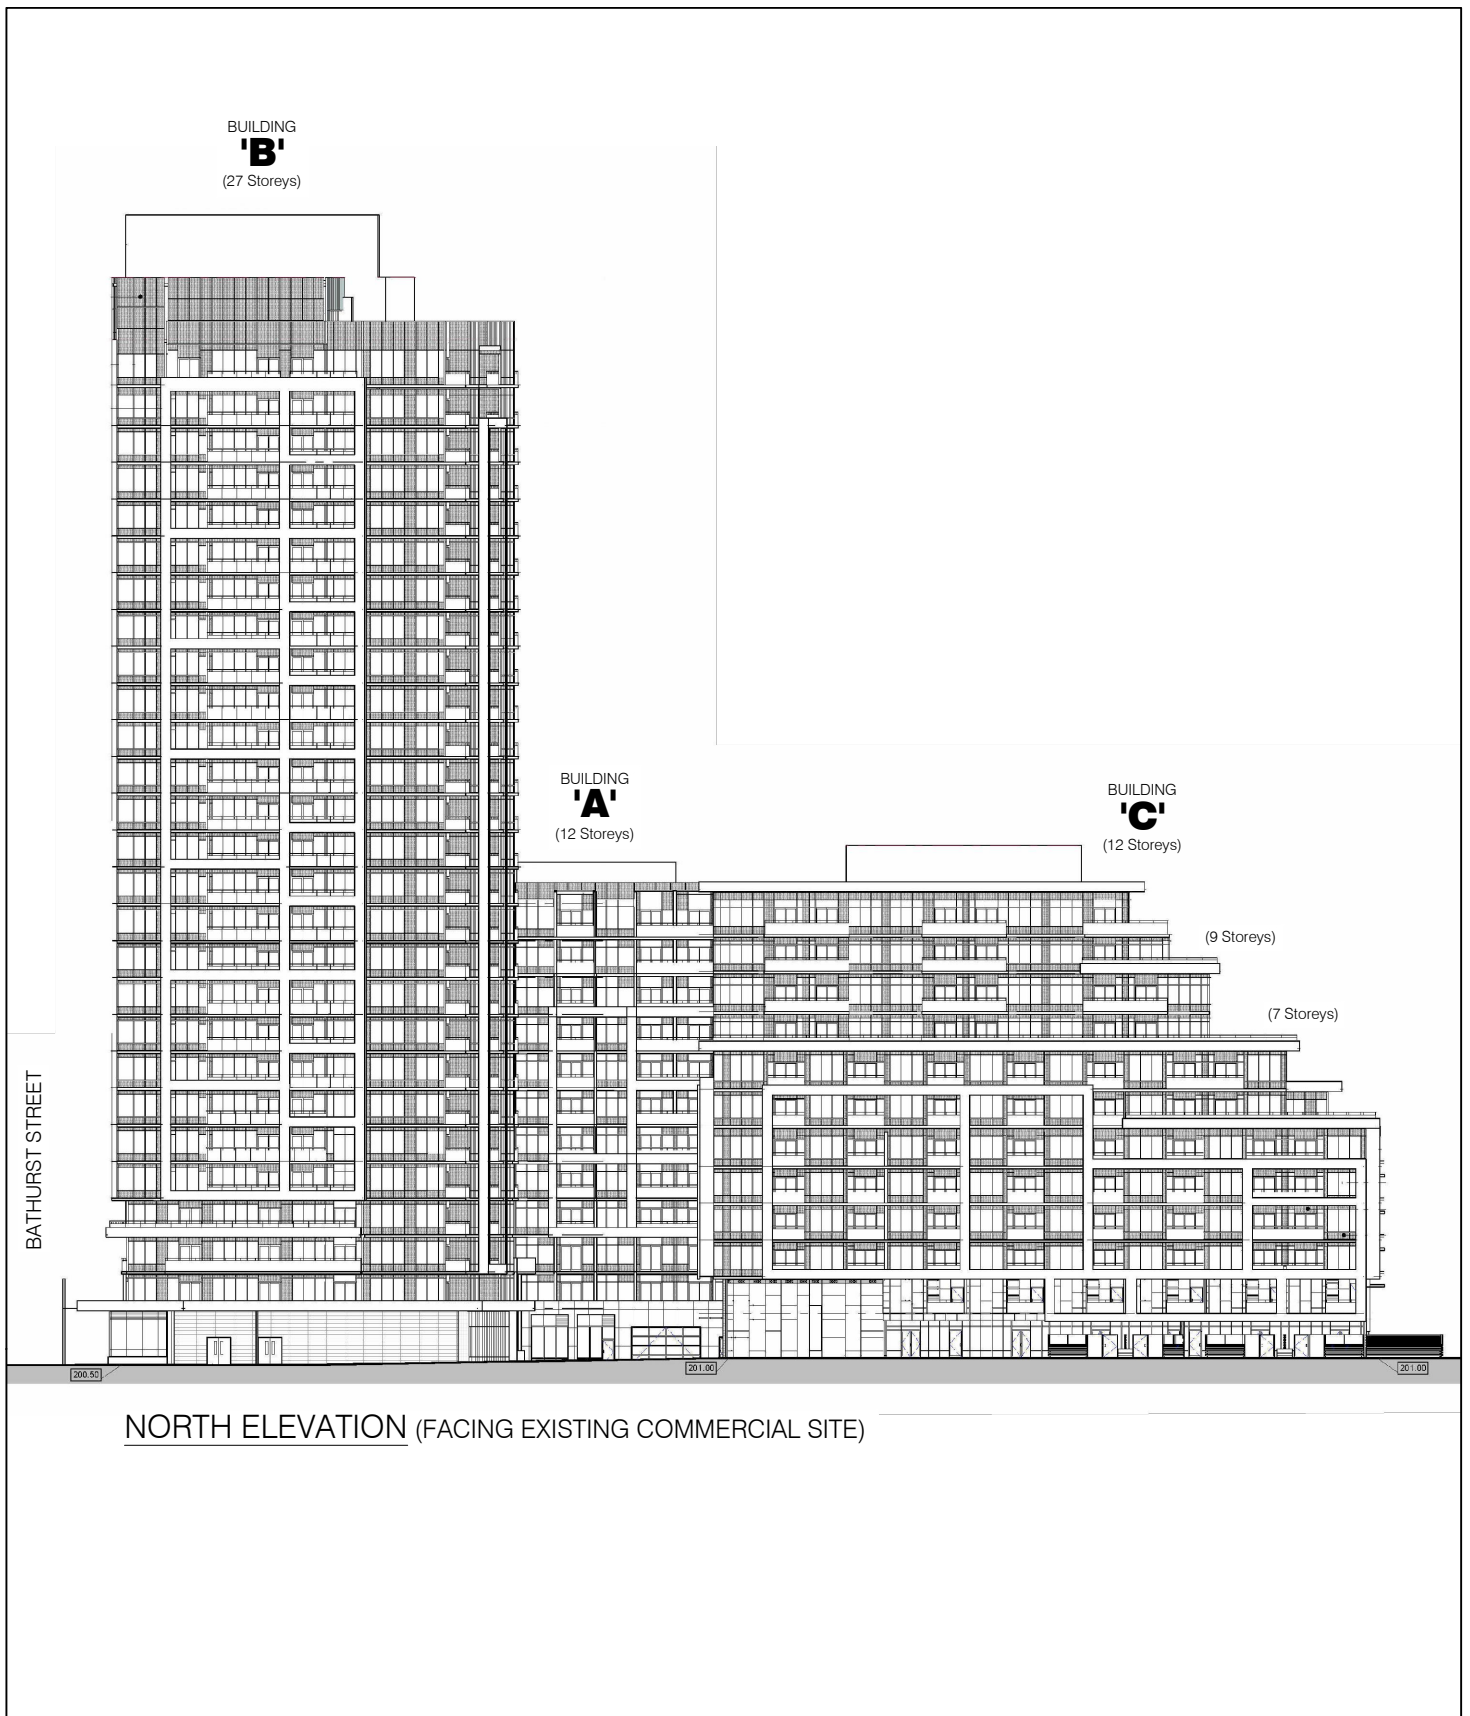 BUILDING
'B'
(27 Storeys)
BUILDING
'A'
(12 Storeys)
BUILDING
'C'
(12 Storeys)
(9 Storeys)
(7 Storeys)
BATHURST STREET
200.50
201.00
201.00
NORTH ELEVATION (FACING EXISTING COMMERCIAL SITE)